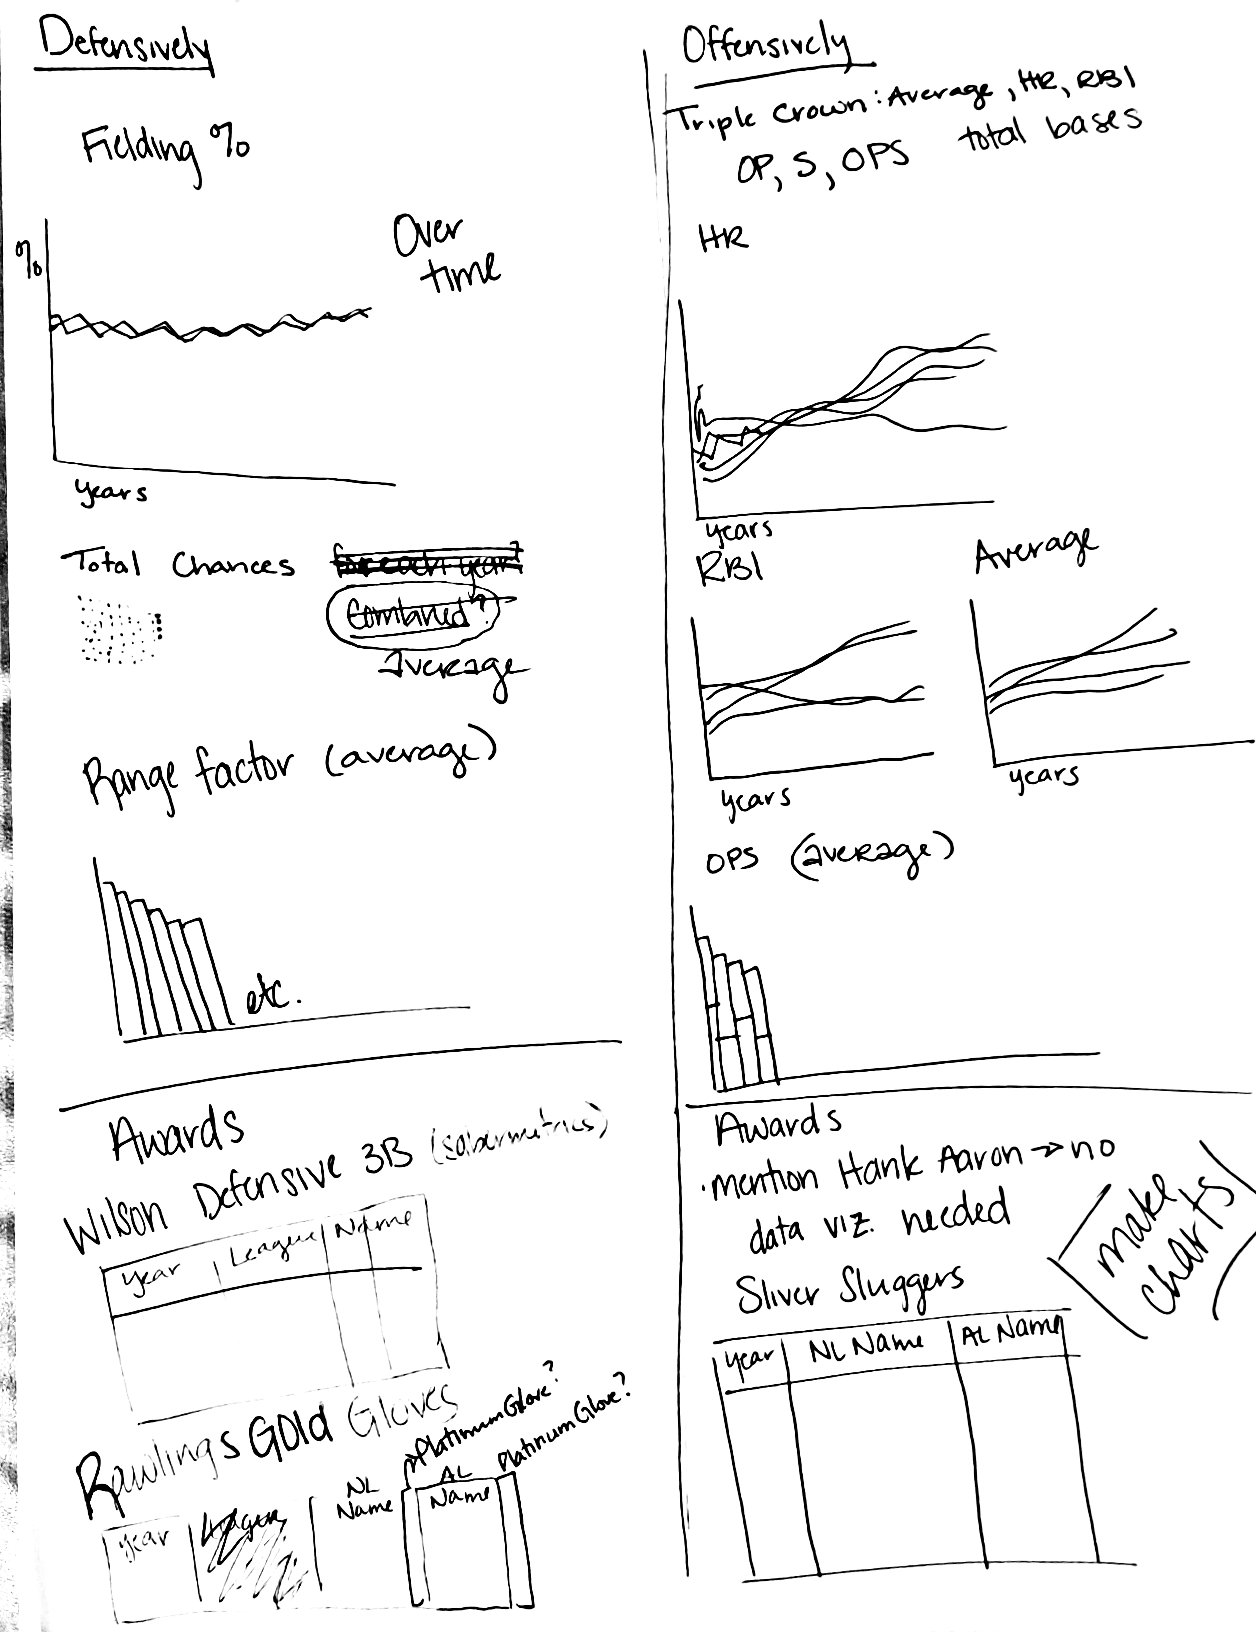 Defensively
Fielding %
%
Over
time
years
Total Chances for each year?
Combined?
average
Range factor (average)
etc.
Awards
Wilson Defensive 3B (sabermetrics)
Year League Name
Rawlings Gold Gloves
Year League NL Name Platinum Glove? AL Name Platinum Glove?
Offensively
Triple Crown: Average, HR, RBI
OP, S, OPS total bases
HR
years
RBI
years
Average
years
OPS (average)
Awards
·mention Hank Aaron → no
data viz. needed
make
charts
Sliver Sluggers
year NL Name AL Name